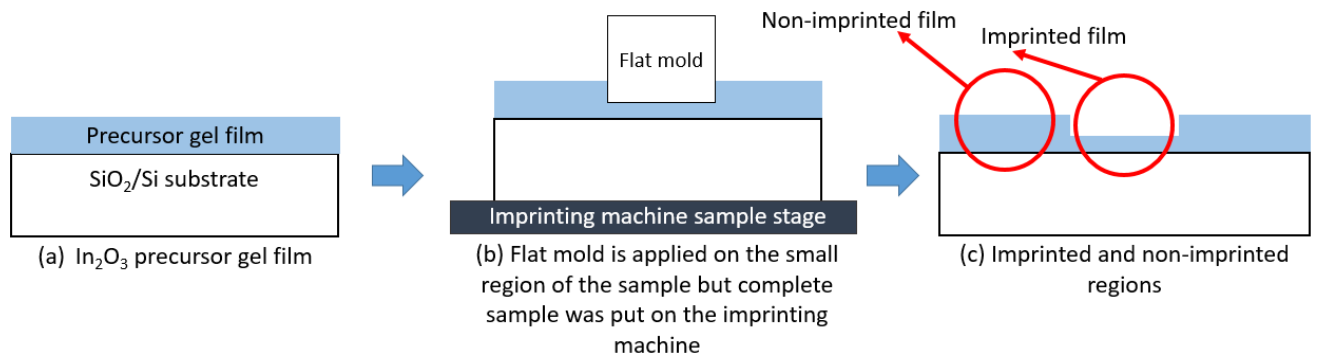 Non-imprinted film
Imprinted film
Flat mold
Precursor gel film
SiO₂/Si substrate
Imprinting machine sample stage
(a) In₂O₃ precursor gel film
(b) Flat mold is applied on the small
region of the sample but complete
sample was put on the imprinting
machine
(c) Imprinted and non-imprinted
regions